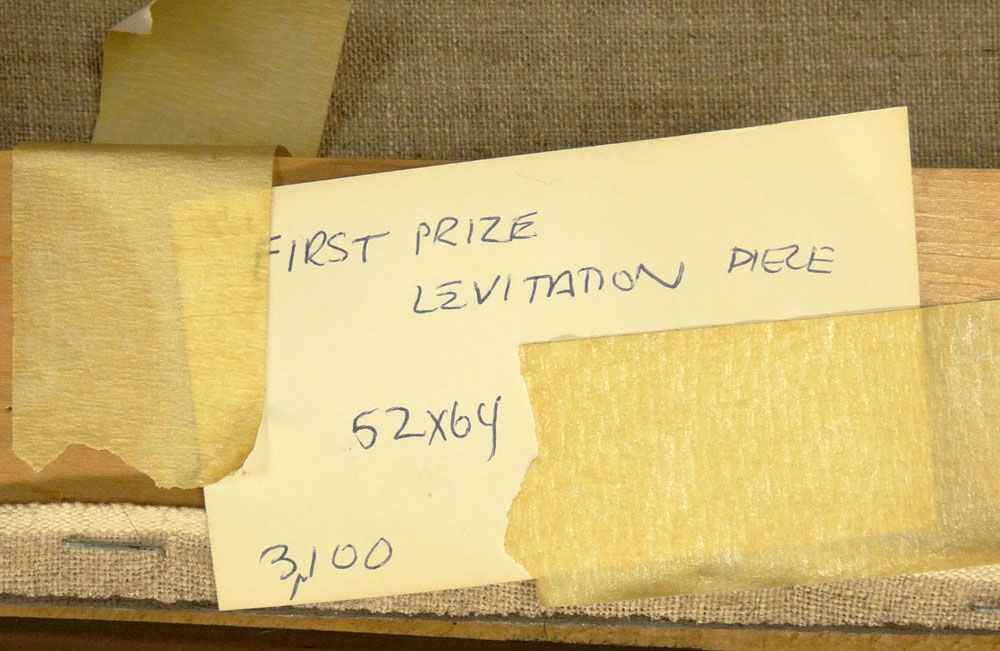 FIRST PRIZE
LEVITATION PIECE
52X64
3,100